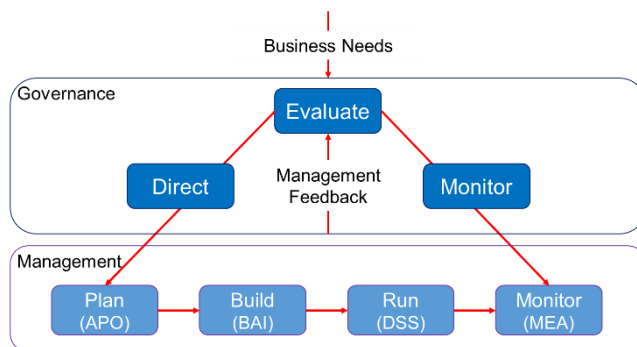 Business Needs
Governance
Evaluate
Direct
Management
Feedback
Monitor
Management
Plan
(APO)
Build
(BAI)
Run
(DSS)
Monitor
(MEA)